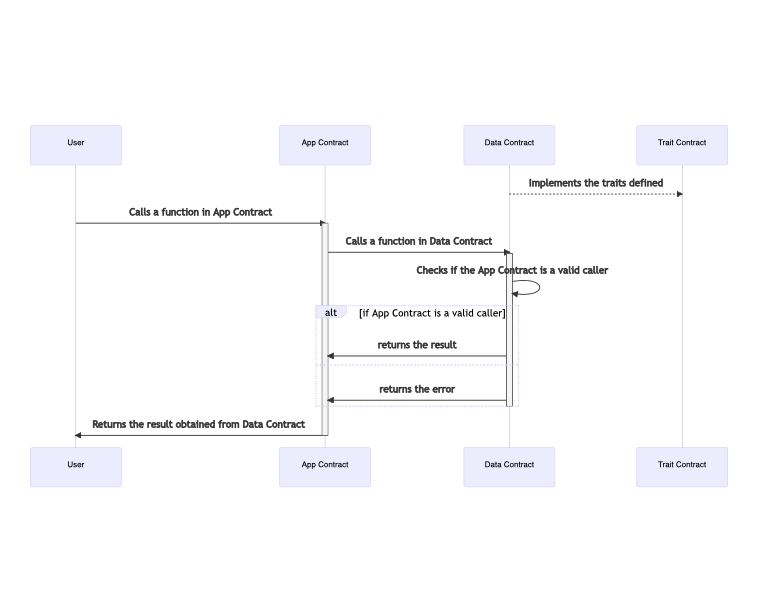 User
App Contract
Data Contract
Trait Contract
Implements the traits defined
Calls a function in App Contract
Calls a function in Data Contract
Checks if the App Contract is a valid caller
alt
[if App Contract is a valid caller]
returns the result
returns the error
Returns the result obtained from Data Contract
User
App Contract
Data Contract
Trait Contract